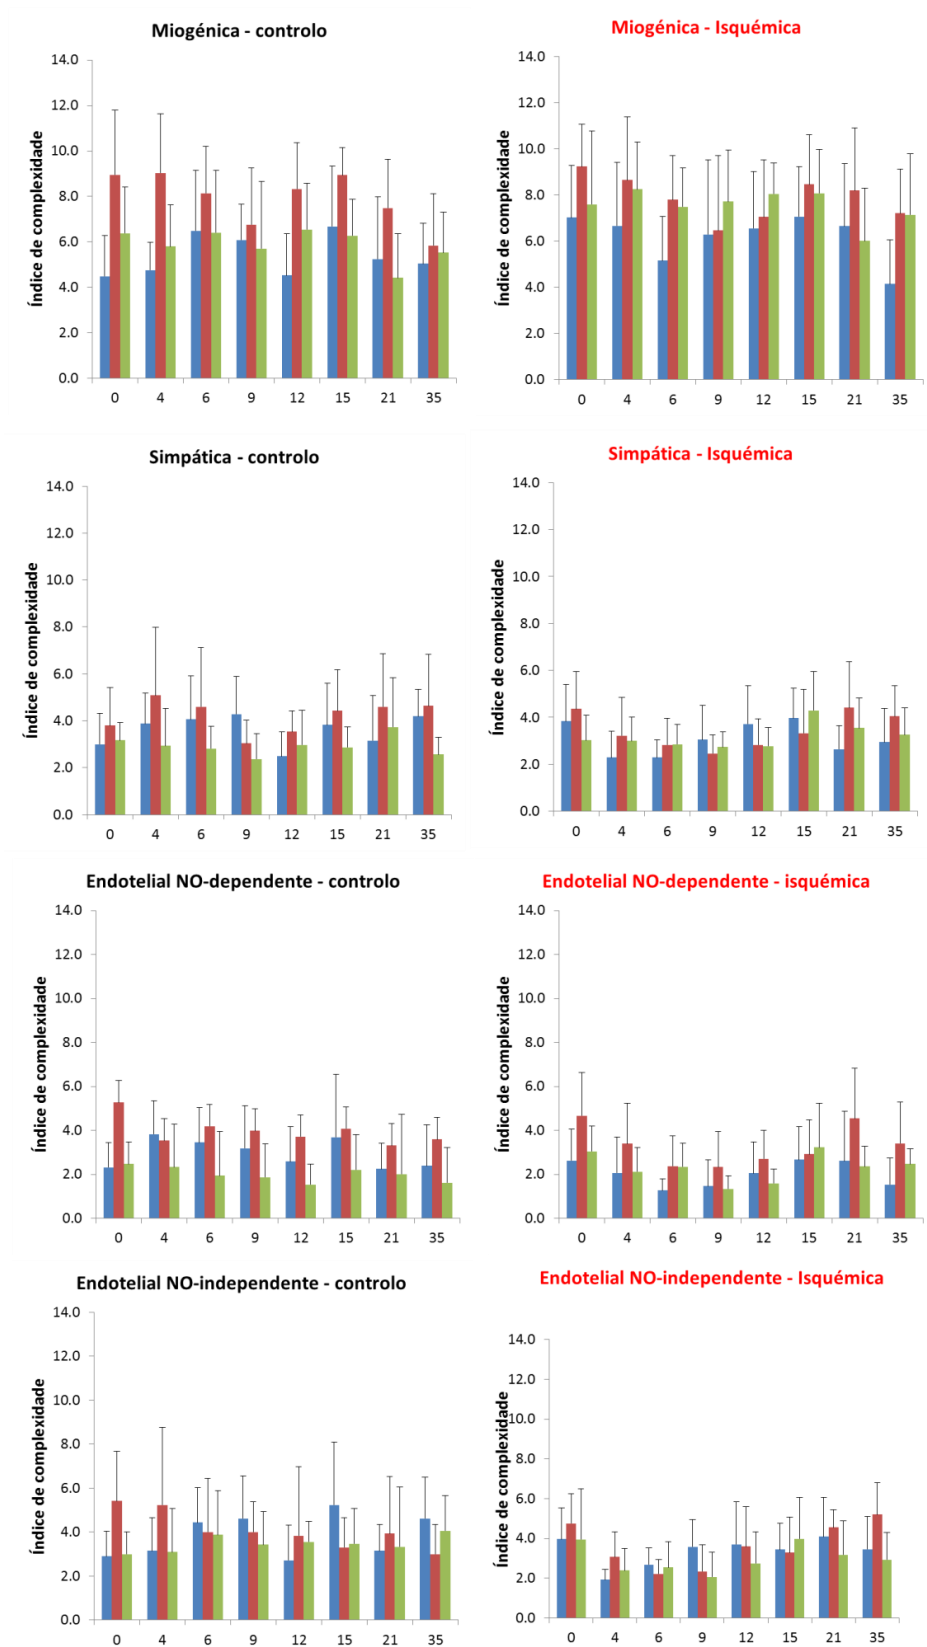 Miogénica - controlo
Índice de complexidade
14.0
12.0
10.0
8.0
6.0
4.0
2.0
0.0
0 4 6 9 12 15 21 35
Miogénica - Isquémica
Índice de complexidade
14.0
12.0
10.0
8.0
6.0
4.0
2.0
0.0
0 4 6 9 12 15 21 35
Simpática - controlo
Índice de complexidade
14.0
12.0
10.0
8.0
6.0
4.0
2.0
0.0
0 4 6 9 12 15 21 35
Simpática - Isquémica
Índice de complexidade
14.0
12.0
10.0
8.0
6.0
4.0
2.0
0.0
0 4 6 9 12 15 21 35
Endotelial NO-dependente - controlo
Índice de complexidade
14.0
12.0
10.0
8.0
6.0
4.0
2.0
0.0
0 4 6 9 12 15 21 35
Endotelial NO-dependente - isquémica
Índice de complexidade
14.0
12.0
10.0
8.0
6.0
4.0
2.0
0.0
0 4 6 9 12 15 21 35
Endotelial NO-independente - controlo
Índice de complexidade
14.0
12.0
10.0
8.0
6.0
4.0
2.0
0.0
0 4 6 9 12 15 21 35
Endotelial NO-independente - Isquémica
Índice de complexidade
14.0
12.0
10.0
8.0
6.0
4.0
2.0
0.0
0 4 6 9 12 15 21 35